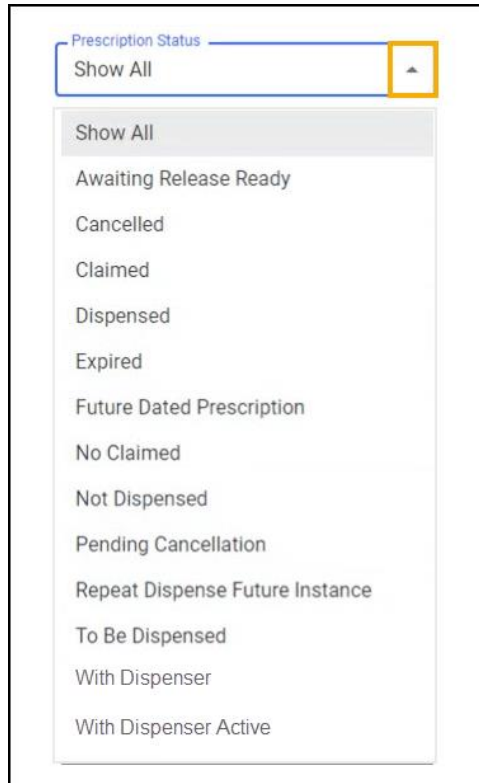 Prescription Status
Show All
Show All
Awaiting Release Ready
Cancelled
Claimed
Dispensed
Expired
Future Dated Prescription
No Claimed
Not Dispensed
Pending Cancellation
Repeat Dispense Future Instance
To Be Dispensed
With Dispenser
With Dispenser Active